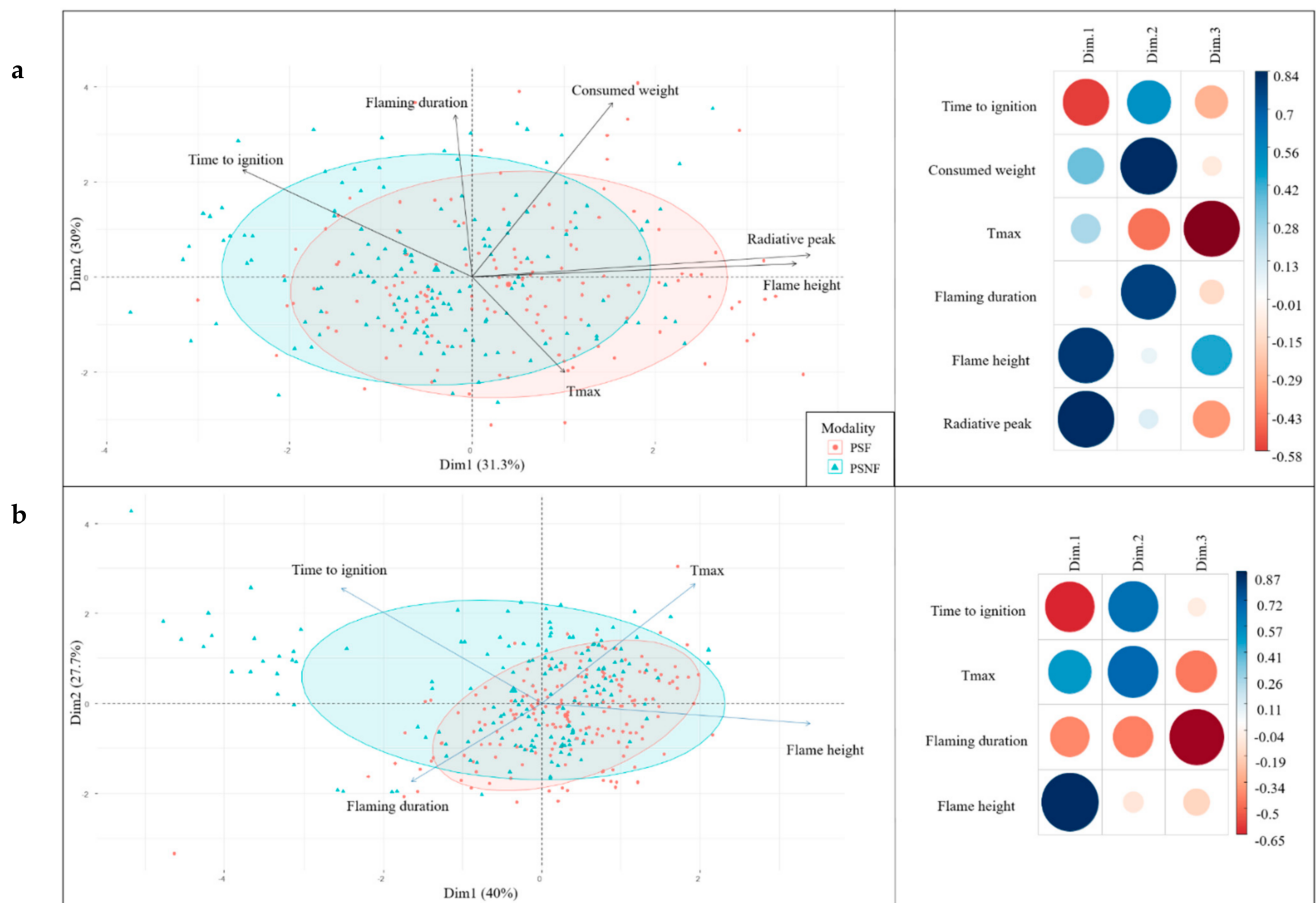 a
Dim2 (30%)
4
2
0
-2
-4
-2
0
2
Dim1 (31.3%)
Flaming duration
Consumed weight
Time to ignition
Radiative peak
Flame height
Tmax
Modality
PSF
PSNF
Dim.1
Dim.2
Dim.3
Time to ignition
Consumed weight
Tmax
Flaming duration
Flame height
Radiative peak
0.84
0.7
0.56
0.42
0.28
0.13
-0.01
-0.15
-0.29
-0.43
-0.58
b
Dim2 (27.7%)
4
2
0
-2
-4
-2
0
2
Dim1 (40%)
Time to ignition
Tmax
Flame height
Flaming duration
Dim.1
Dim.2
Dim.3
Time to ignition
Tmax
Flaming duration
Flame height
0.87
0.72
0.57
0.41
0.26
0.11
-0.04
-0.19
-0.34
-0.5
-0.65